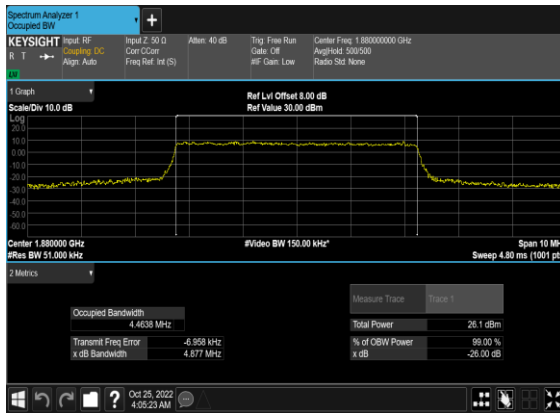 Spectrum Analyzer 1
Occupied BW
KEYSIGHT Input: RF Input Z: 50 Ω Atten: 40 dB Trig: Free Run Center Freq: 1.880000000 GHz
R T Coupling: DC Corr CCorr Gate: Off Avg|Hold: 500/500
Align: Auto Freq Ref: Int (S) #IF Gain: Low Radio Std: None
LW
1 Graph
Ref Lvl Offset 8.00 dB
Scale/Div 10.0 dB Ref Value 30.00 dBm
Log
20.0
10.0
0.00
-10.0
-20.0
-30.0
-40.0
-50.0
-60.0
Center 1.880000 GHz #Video BW 150.00 kHz* Span 10 MH
#Res BW 51.000 kHz Sweep 4.80 ms (1001 pt
2 Metrics
Measure Trace Trace 1
Occupied Bandwidth
4.4638 MHz
Total Power 26.1 dBm
Transmit Freq Error -6.958 kHz % of OBW Power 99.00 %
x dB Bandwidth 4.877 MHz x dB -26.00 dB
Oct 25, 2022
4:05:23 AM